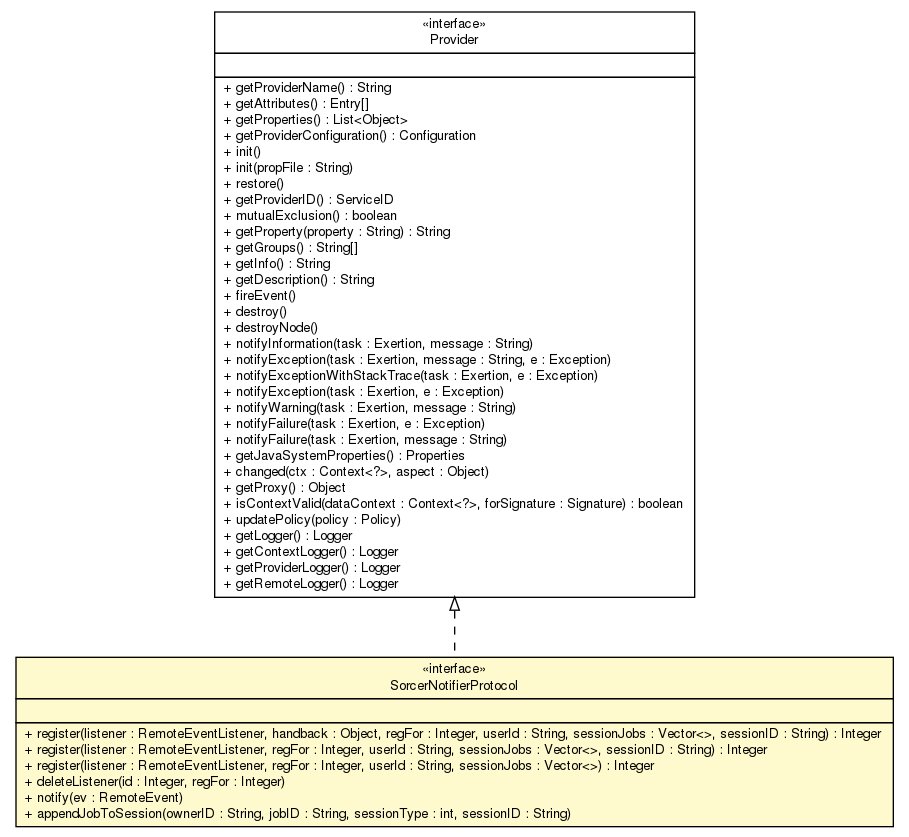 «interface»
Provider
+ getProviderName() : String
+ getAttributes() : Entry[]
+ getProperties() : List<Object>
+ getProviderConfiguration() : Configuration
+ init()
+ init(propFile : String)
+ restore()
+ getProviderID() : ServiceID
+ mutualExclusion() : boolean
+ getProperty(property : String) : String
+ getGroups() : String[]
+ getInfo() : String
+ getDescription() : String
+ fireEvent()
+ destroy()
+ destroyNode()
+ notifyInformation(task : Exertion, message : String)
+ notifyException(task : Exertion, message : String, e : Exception)
+ notifyExceptionWithStackTrace(task : Exertion, e : Exception)
+ notifyException(task : Exertion, e : Exception)
+ notifyWarning(task : Exertion, message : String)
+ notifyFailure(task : Exertion, e : Exception)
+ notifyFailure(task : Exertion, message : String)
+ getJavaSystemProperties() : Properties
+ changed(ctx : Context<?>, aspect : Object)
+ getProxy() : Object
+ isContextValid(dataContext : Context<?>, forSignature : Signature) : boolean
+ updatePolicy(policy : Policy)
+ getLogger() : Logger
+ getContextLogger() : Logger
+ getProviderLogger() : Logger
+ getRemoteLogger() : Logger
«interface»
SorcerNotifierProtocol
+ register(listener : RemoteEventListener, handback : Object, regFor : Integer, userId : String, sessionJobs : Vector<>, sessionID : String) : Integer
+ register(listener : RemoteEventListener, regFor : Integer, userId : String, sessionJobs : Vector<>, sessionID : String) : Integer
+ register(listener : RemoteEventListener, regFor : Integer, userId : String, sessionJobs : Vector<>) : Integer
+ deleteListener(id : Integer, regFor : Integer)
+ notify(ev : RemoteEvent)
+ appendJobToSession(ownerID : String, jobID : String, sessionType : int, sessionID : String)